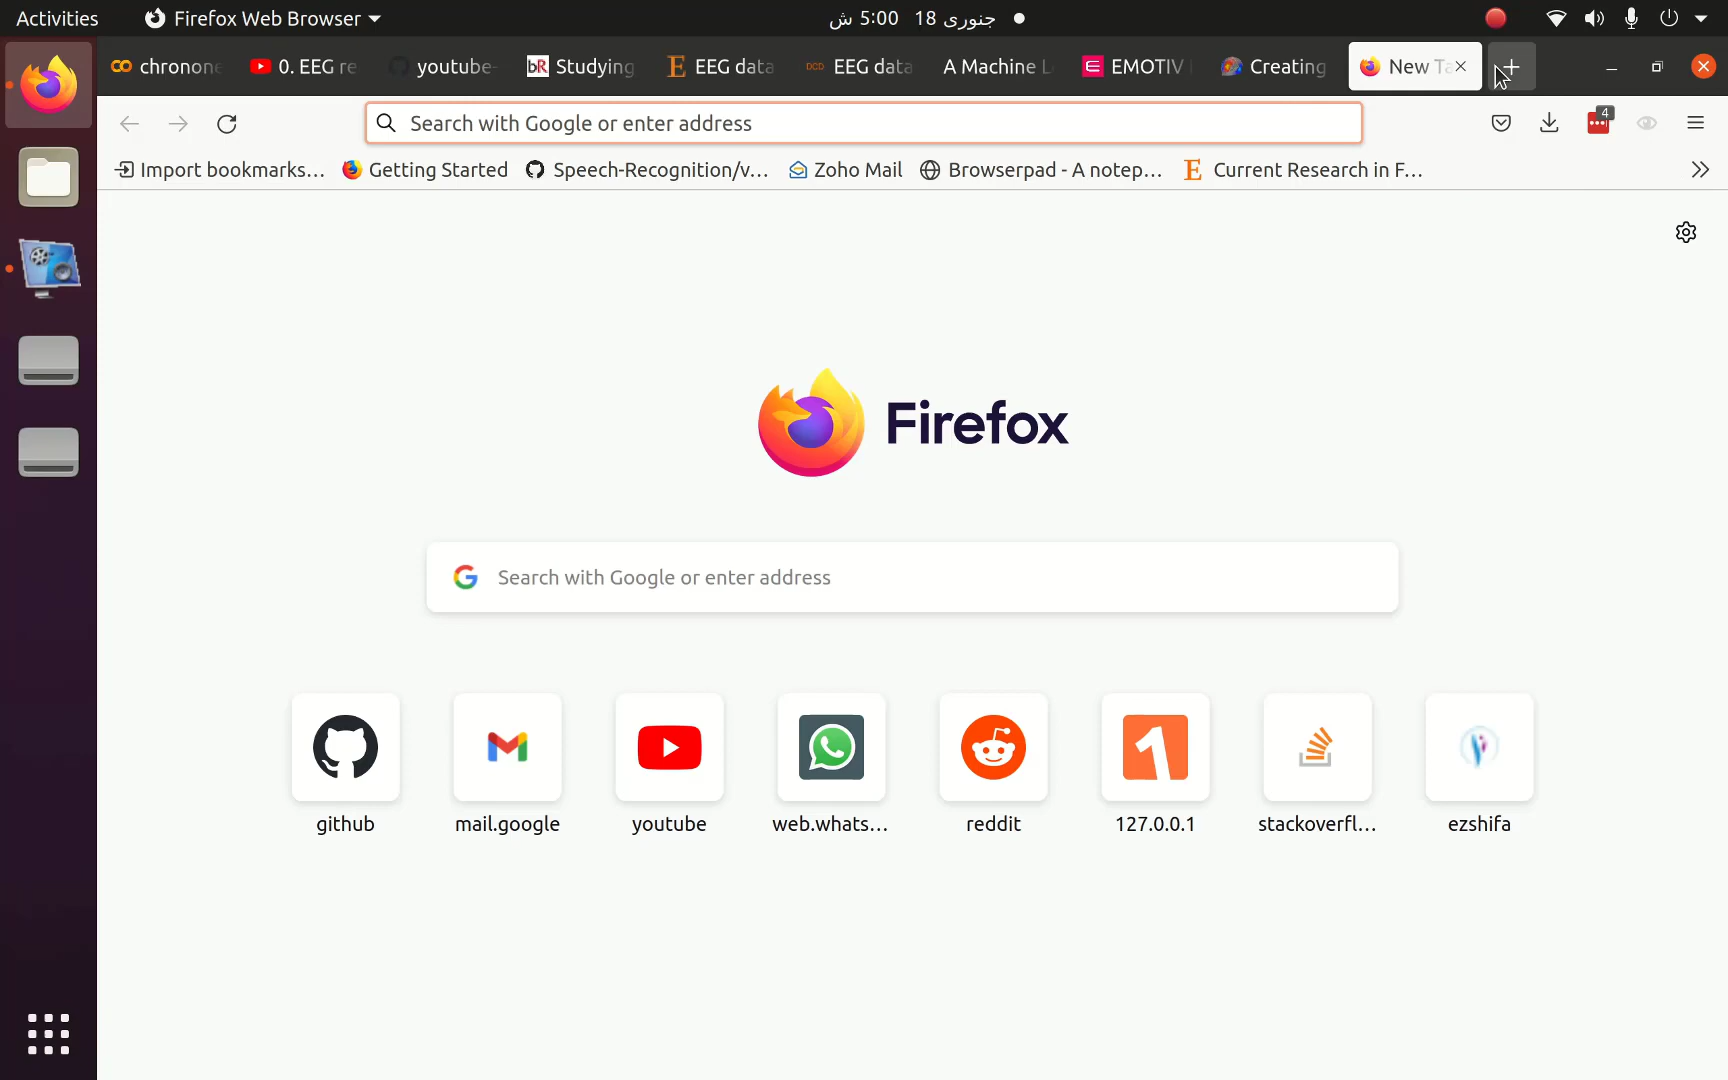 Activities
Firefox Web Browser
جنوری 18 5:00 ش
chronone
0. EEG re
youtube-
Studying
EEG data
EEG data
A Machine L
EMOTIV
Creating
New Ta
Search with Google or enter address
4
Import bookmarks...
Getting Started
Speech-Recognition/v...
Zoho Mail
Browserpad - A notep...
Current Research in F...
Firefox
Search with Google or enter address
github
mail.google
youtube
web.whats...
reddit
127.0.0.1
stackoverfl...
ezshifa